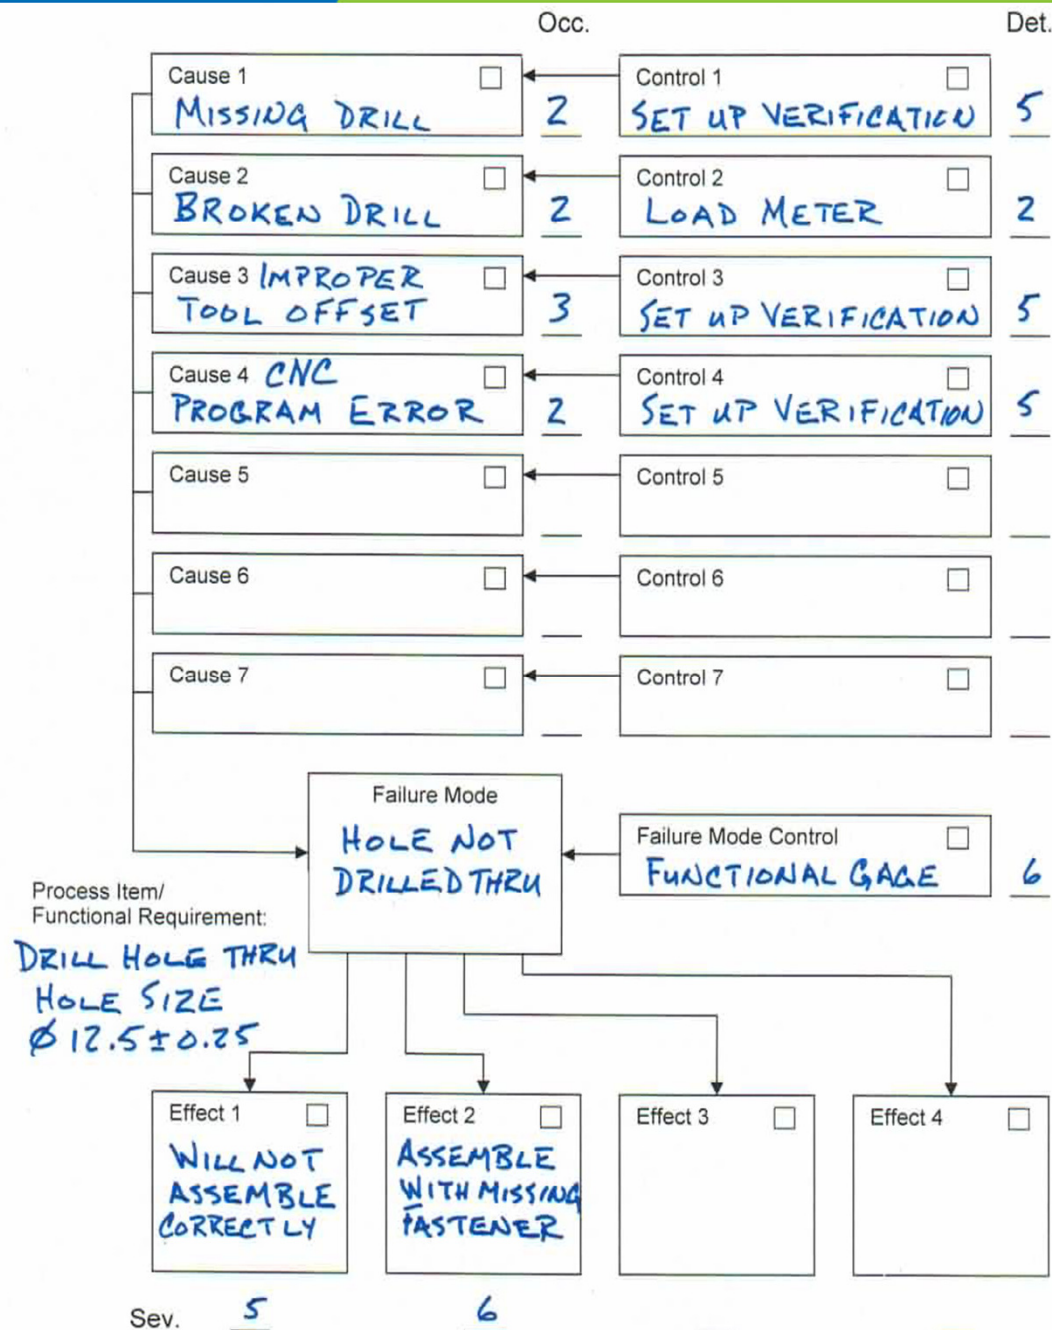 Occ.
Det.
Cause 1
MISSING DRILL
2
Control 1
SET UP VERIFICATION
5
Cause 2
BROKEN DRILL
2
Control 2
LOAD METER
2
Cause 3 IMPROPER
TOOL OFFSET
3
Control 3
SET UP VERIFICATION
5
Cause 4 CNC
PROGRAM ERROR
2
Control 4
SET UP VERIFICATION
5
Cause 5
Control 5
Cause 6
Control 6
Cause 7
Control 7
Failure Mode
HOLE NOT
DRILLED THRU
Failure Mode Control
FUNCTIONAL GAGE
6
Process Item/
Functional Requirement:
DRILL HOLE THRU
HOLE SIZE
Ø 12.5 ± 0.25
Effect 1
WILL NOT
ASSEMBLE
CORRECTLY
Effect 2
ASSEMBLE
WITH MISSING
FASTENER
Effect 3
Effect 4
Sev.
5
6